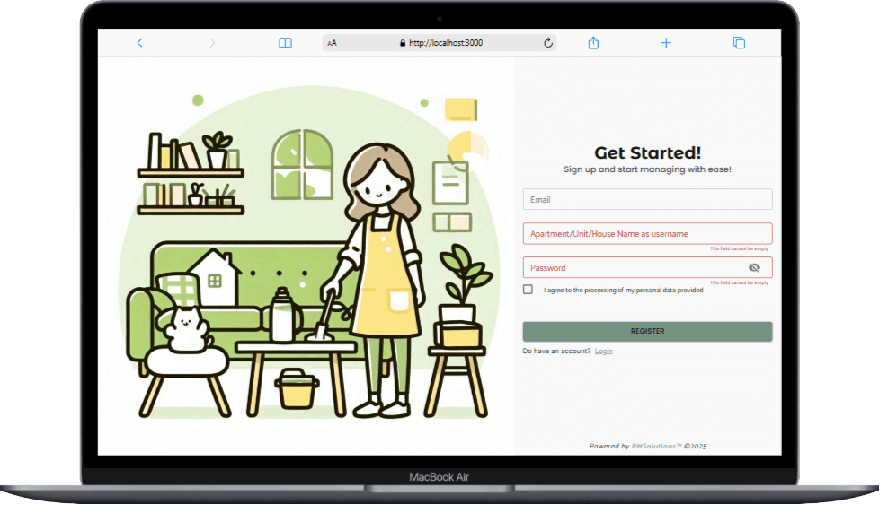 AA
http://localhost:3000
Get Started!
Sign up and start managing with ease!
Email
Apartment/Unit/House Name as username
This field cannot be empty
Password
This field cannot be empty
I agree to the processing of my personal data provided
REGISTER
Do have an account? Login
Powered by
©2025
MacBook Air